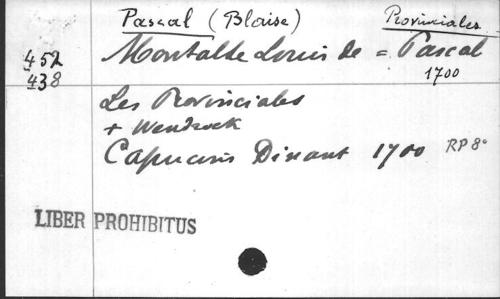 Pascal (Blaise) Provinciales
452 Montalte Louis de = Pascal
438 1700
Les Provinciales
+ Wendrock
Capucins Dinant 1700 RP 8°
LIBER PROHIBITUS